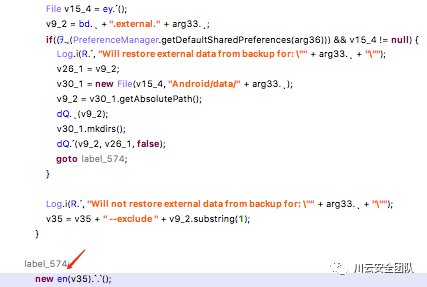 File v15_4 = ey.ˊ();
v9_2 = bd.ˎ + ".external." + arg33.ˎ;
PreferenceManager.getDefaultSharedPreferences(arg36))) && v15_4 != null) {
Log.i(R.ˊ, "Will restore external data from backup for: \"" + arg33.ˎ + "\"");
v26_1 = v9_2;
v30_1 = new File(v15_4, "Android/data/" + arg33.ˎ);
v9_2 = v30_1.getAbsolutePath();
dQ.ˎ(v9_2);
v30_1.mkdirs();
dQ.ˊ(v9_2, v26_1, false);
goto label_574;
}
Log.i(R.ˊ, "Will not restore external data from backup for: \"" + arg33.ˎ + "\"");
v35 = v35 + " --exclude " + v9_2.substring(1);
}
label_574:
new en(v35)
川云安全团队